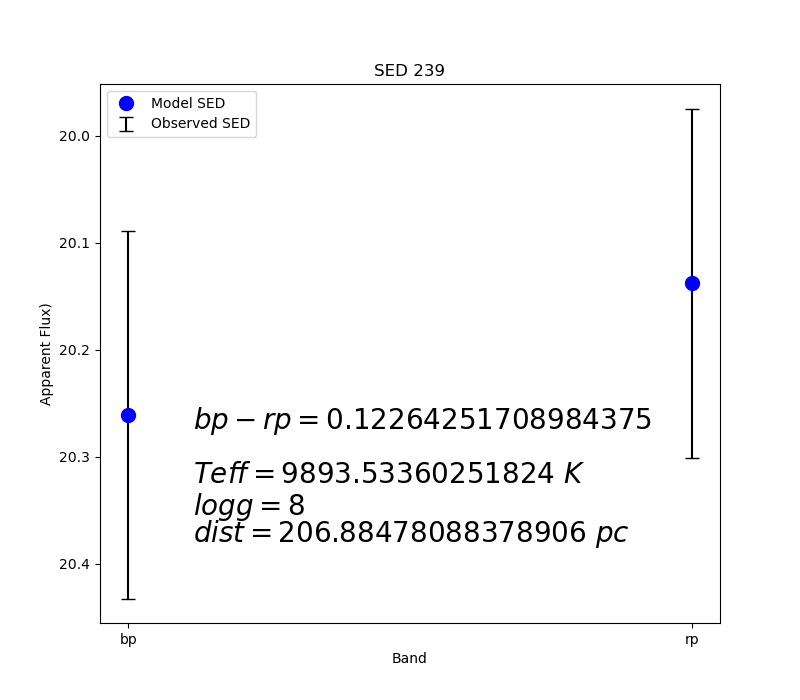 SED 239
Model SED
Observed SED
20.0
20.1
20.2
20.3
20.4
Apparent Flux)
bp − rp = 0.12264251708984375
Teff = 9893.53360251824 K
logg = 8
dist = 206.88478088378906 pc
bp
rp
Band